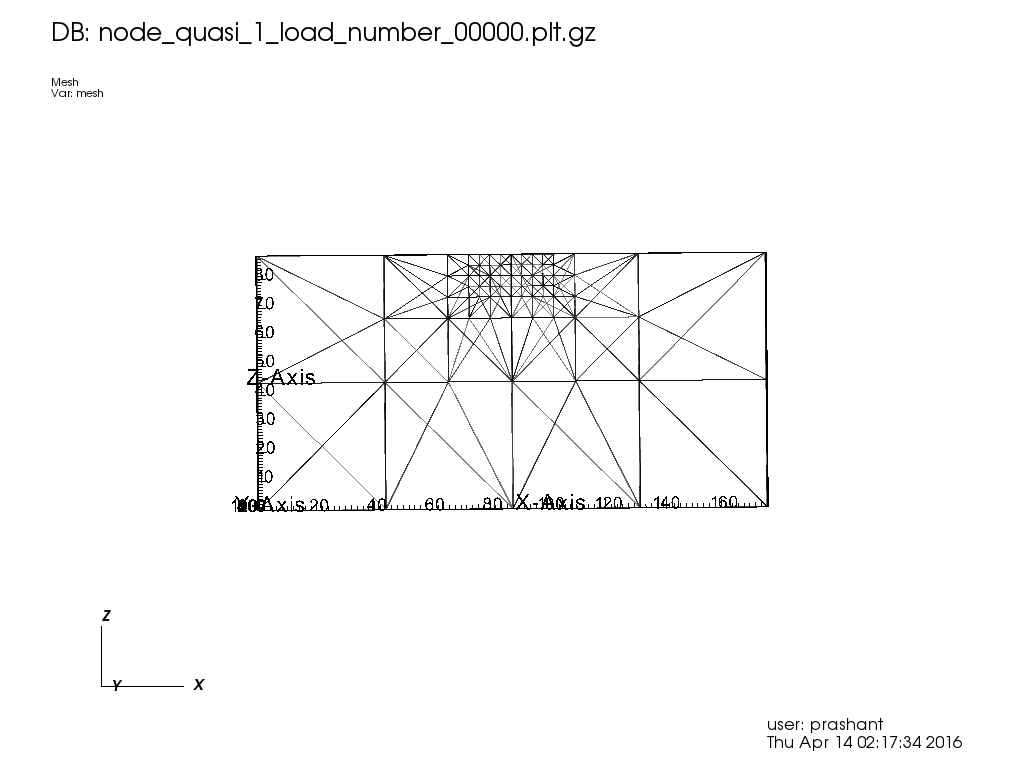 DB: node_quasi_1_load_number_00000.plt.gz
Mesh
Var: mesh
80
70
60
50
Z-Axis
40
30
20
10
Y-Axis 20 40 60 80 X-Axis 120 140 160
Z
Y X
user: prashant
Thu Apr 14 02:17:34 2016